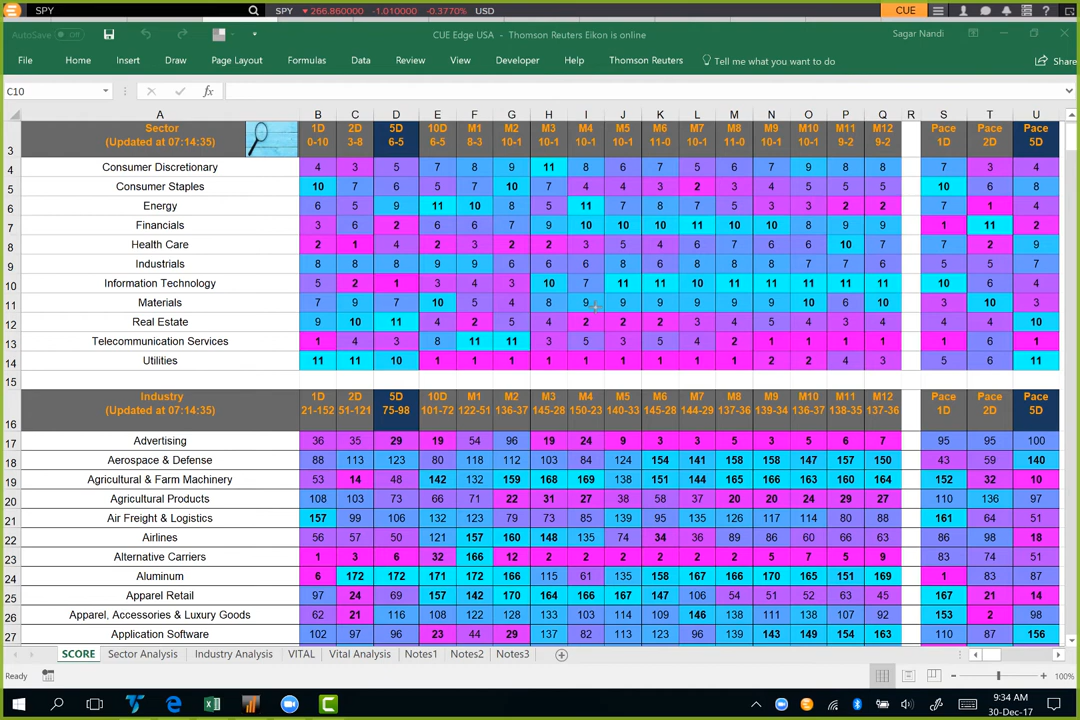 SPY SPY 266.860000 -1.010000 -0.3770% USD CUE
AutoSave Off CUE Edge USA - Thomson Reuters Eikon is online Sagar Nandi
File Home Insert Draw Page Layout Formulas Data Review View Developer Help Thomson Reuters Tell me what you want to do Share
C10 fx
A B C D E F G H I J K L M N O P Q R S T U
Sector 1D 2D 5D 10D M1 M2 M3 M4 M5 M6 M7 M8 M9 M10 M11 M12 Pace Pace Pace
3 (Updated at 07:14:35) 0-10 3-8 6-5 6-5 8-3 10-1 10-1 10-1 10-1 11-0 10-1 11-0 10-1 10-1 9-2 9-2 1D 2D 5D
4 Consumer Discretionary 4 3 5 7 8 9 11 8 6 7 6 8 7 9 8 8 7 3 4
5 Consumer Staples 10 7 6 5 7 10 7 4 4 3 2 3 4 5 5 5 10 6 8
6 Energy 6 5 9 11 10 8 5 11 7 8 7 5 3 3 2 2 7 1 4
7 Financials 3 6 2 6 6 7 9 10 10 10 11 10 10 8 9 9 1 11 2
8 Health Care 2 1 4 2 3 2 2 3 5 4 6 7 6 6 10 7 7 2 9
9 Industrials 8 8 8 9 9 6 6 6 8 6 8 8 8 7 7 6 5 5 7
10 Information Technology 5 2 1 3 4 3 10 7 11 11 10 11 11 11 11 11 10 6 4
11 Materials 7 9 7 10 5 4 8 9 9 9 9 9 9 10 6 10 3 10 3
12 Real Estate 9 10 11 4 2 5 4 2 2 2 3 4 5 4 3 4 4 4 10
13 Telecommunication Services 1 4 3 8 11 11 3 5 3 5 4 2 1 1 1 1 1 6 1
14 Utilities 11 11 10 1 1 1 1 1 1 1 1 1 2 2 4 3 5 6 11
15
Industry 1D 2D 5D 10D M1 M2 M3 M4 M5 M6 M7 M8 M9 M10 M11 M12 Pace Pace Pace
(Updated at 07:14:35) 21-152 51-121 75-98 101-72 122-51 136-37 145-28 150-23 140-33 145-28 144-29 137-36 139-34 136-37 138-35 137-36 1D 2D 5D
16
17 Advertising 36 35 29 19 54 96 19 24 9 3 3 5 3 5 6 7 95 95 100
18 Aerospace & Defense 88 113 123 80 118 112 103 84 124 154 141 158 158 147 157 150 43 59 140
19 Agricultural & Farm Machinery 53 14 48 142 132 159 168 169 138 151 144 165 166 163 160 164 152 32 10
20 Agricultural Products 108 103 73 66 71 22 31 27 38 58 37 20 20 24 29 27 110 136 97
21 Air Freight & Logistics 157 99 106 132 123 79 73 85 139 95 135 126 117 114 80 88 161 64 51
22 Airlines 56 57 50 121 157 160 148 135 74 34 36 89 86 60 66 63 86 98 18
23 Alternative Carriers 1 3 6 32 166 12 2 2 2 2 2 2 5 7 5 9 83 74 51
24 Aluminum 6 172 172 171 172 166 115 61 135 158 167 166 170 165 151 169 1 83 87
25 Apparel Retail 97 24 69 157 142 170 164 166 167 147 106 54 51 52 63 45 167 21 14
26 Apparel, Accessories & Luxury Goods 62 21 116 108 122 128 133 103 114 109 146 138 111 138 107 92 153 2 98
27 Application Software 102 97 96 23 44 29 137 82 113 123 96 139 143 149 154 163 110 87 156
SCORE Sector Analysis Industry Analysis VITAL Vital Analysis Notes1 Notes2 Notes3
Ready 100%
9:34 AM
30-Dec-17